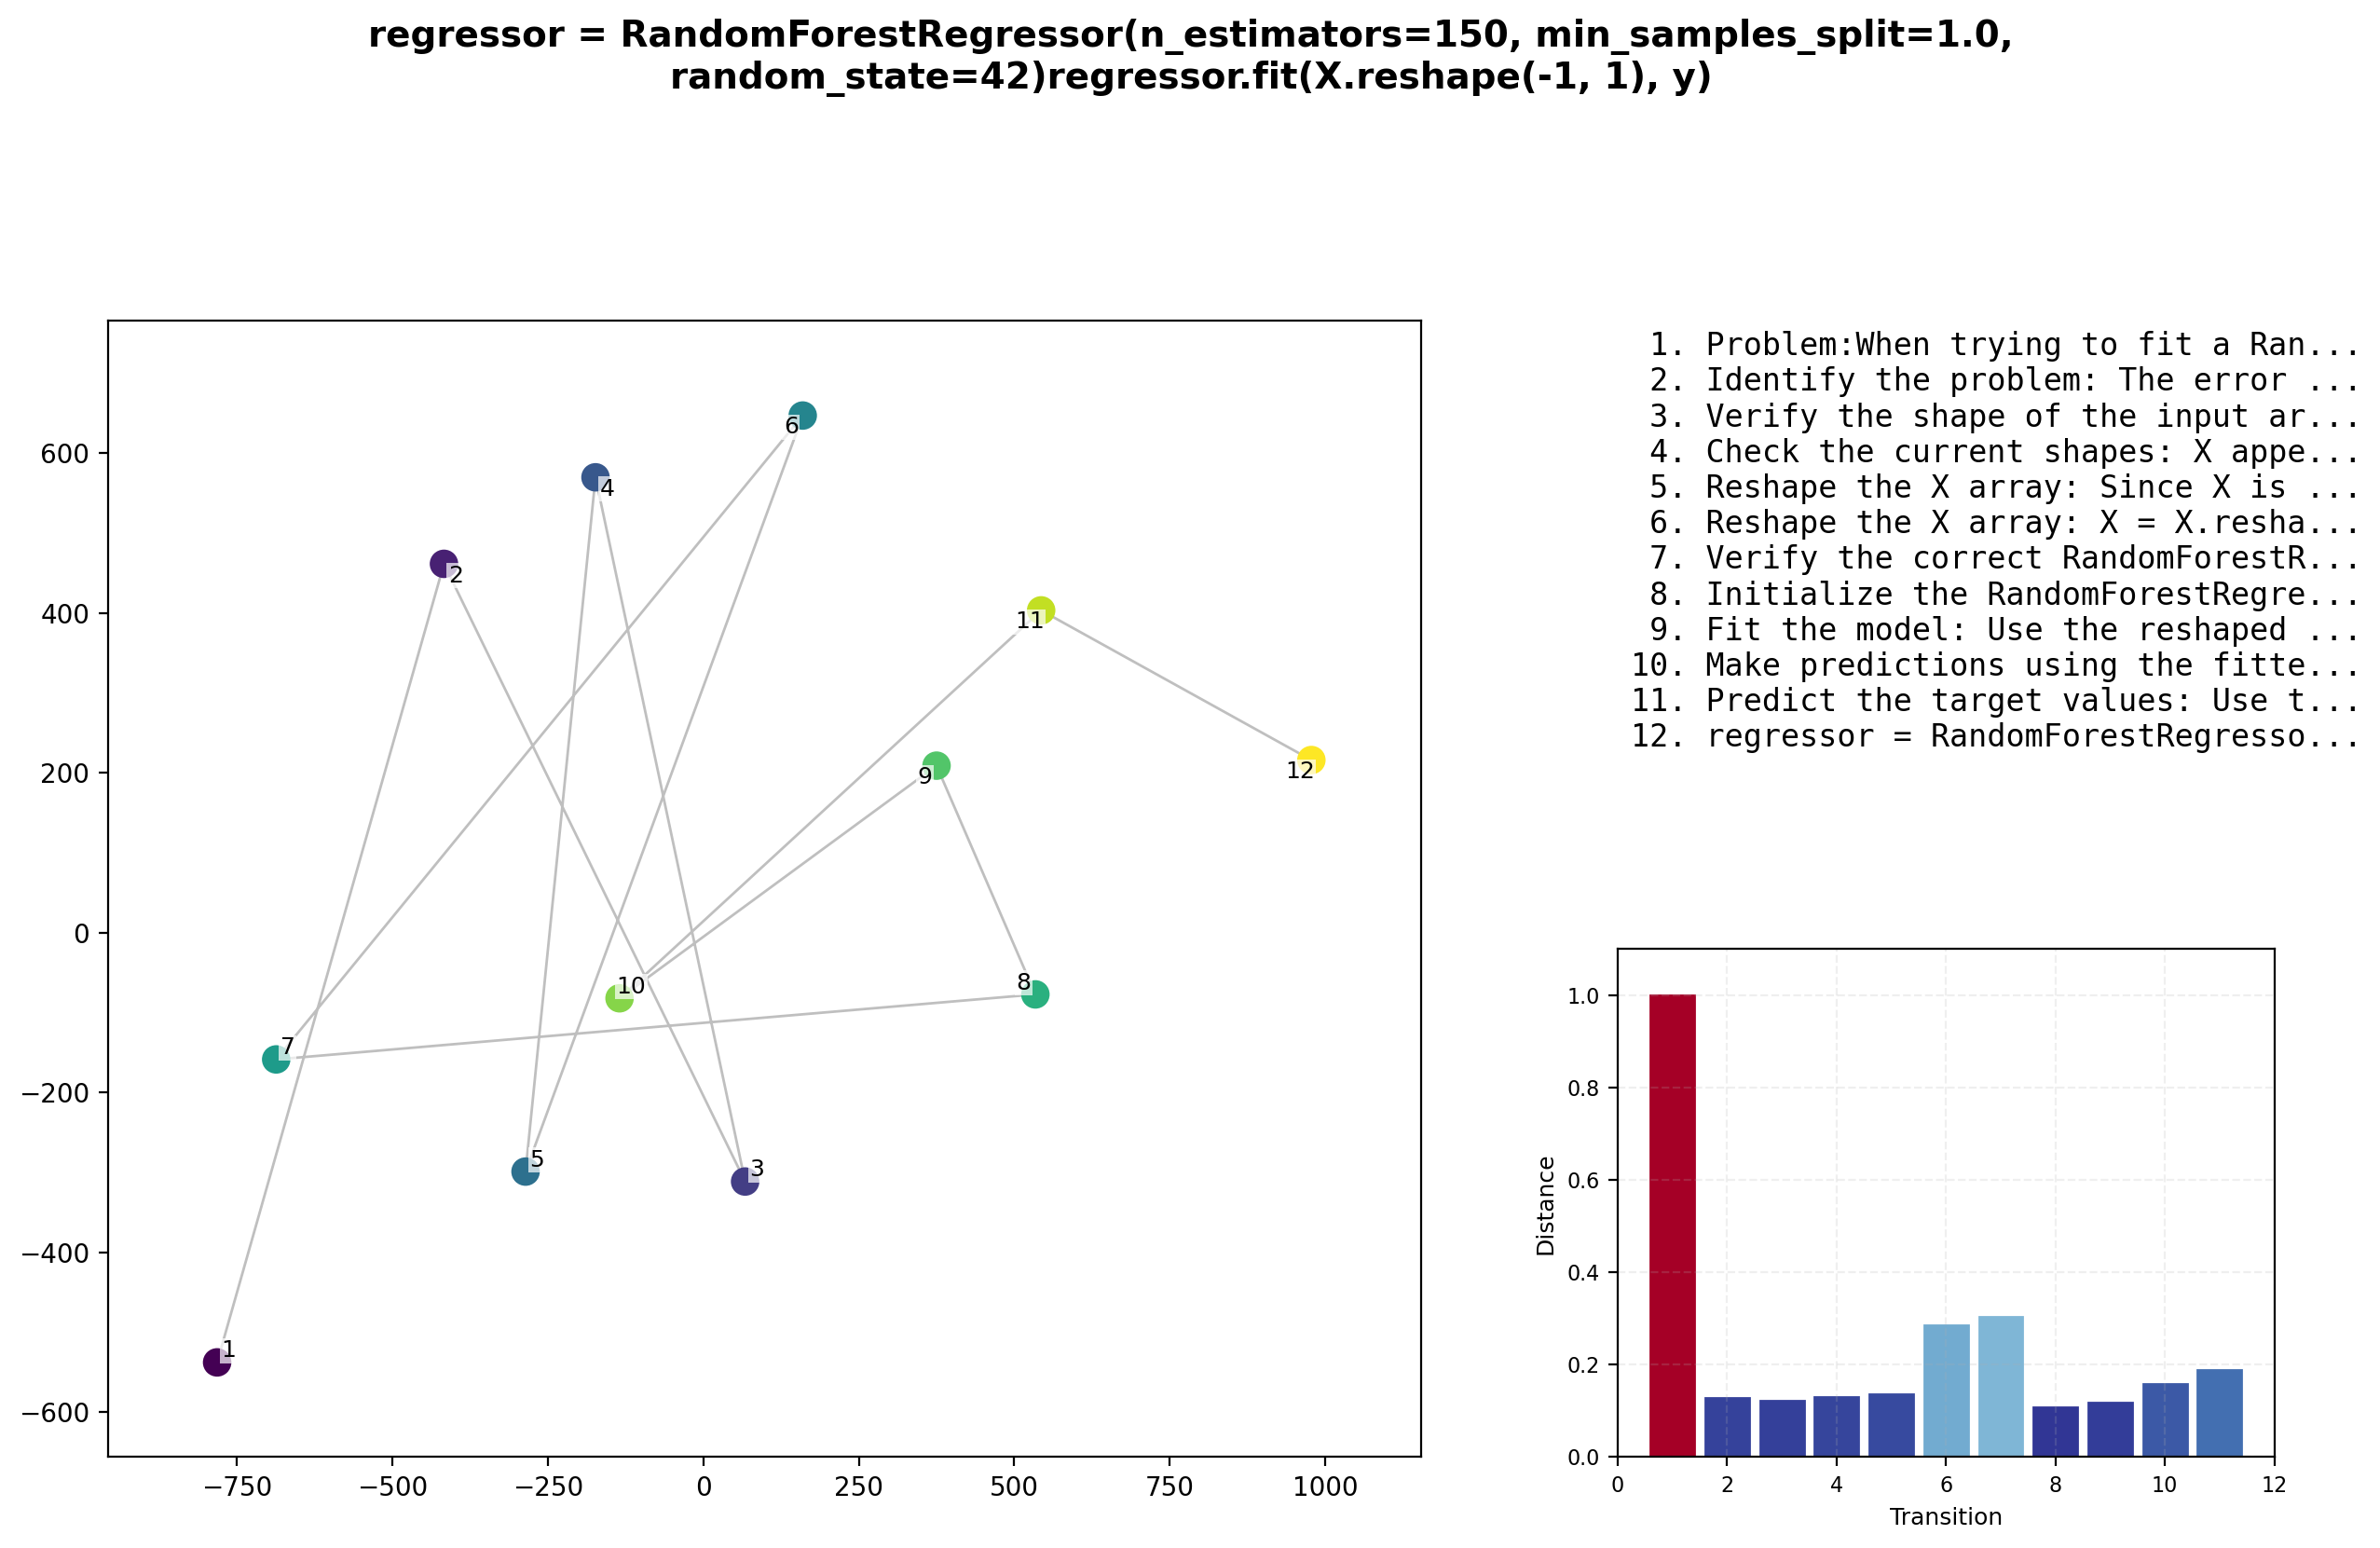 regressor = RandomForestRegressor(n_estimators=150, min_samples_split=1.0,
random_state=42)regressor.fit(X.reshape(-1, 1), y)
600
400
200
0
−200
−400
−600
−750
−500
−250
0
250
500
750
1000
1
2
3
4
5
6
7
8
9
10
11
12
1. Problem:When trying to fit a Ran...
2. Identify the problem: The error ...
3. Verify the shape of the input ar...
4. Check the current shapes: X appe...
5. Reshape the X array: Since X is ...
6. Reshape the X array: X = X.resha...
7. Verify the correct RandomForestR...
8. Initialize the RandomForestRegre...
9. Fit the model: Use the reshaped ...
10. Make predictions using the fitte...
11. Predict the target values: Use t...
12. regressor = RandomForestRegresso...
Distance
1.0
0.8
0.6
0.4
0.2
0.0
0
2
4
6
8
10
12
Transition